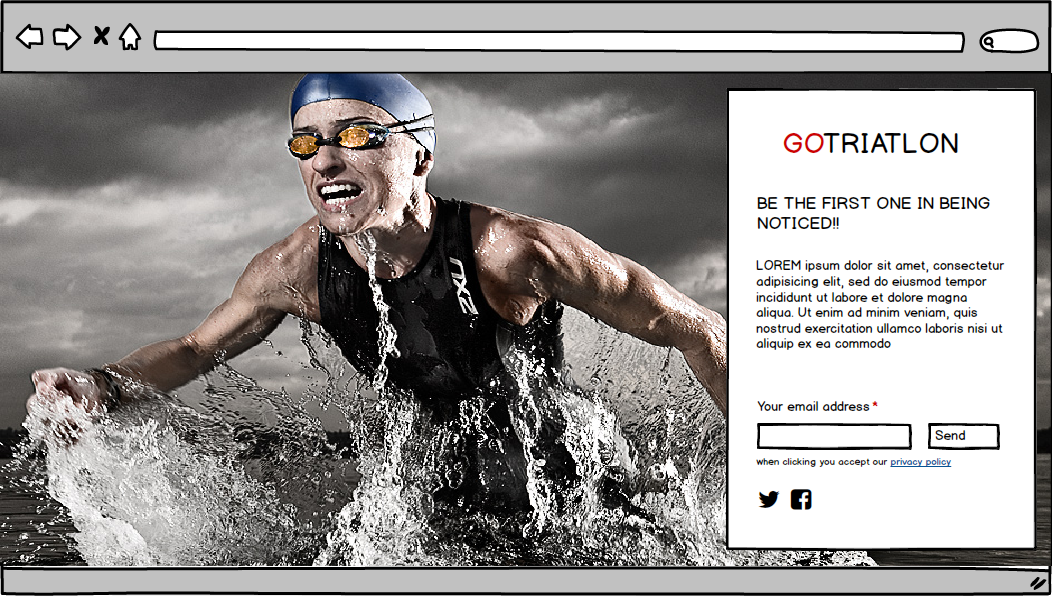 GOTRIATLON
BE THE FIRST ONE IN BEING
NOTICED!!
LOREM ipsum dolor sit amet, consectetur
adipisicing elit, sed do eiusmod tempor
incididunt ut labore et dolore magna
aliqua. Ut enim ad minim veniam, quis
nostrud exercitation ullamco laboris nisi ut
aliquip ex ea commodo
Your email address *
Send
when clicking you accept our privacy policy
2XU